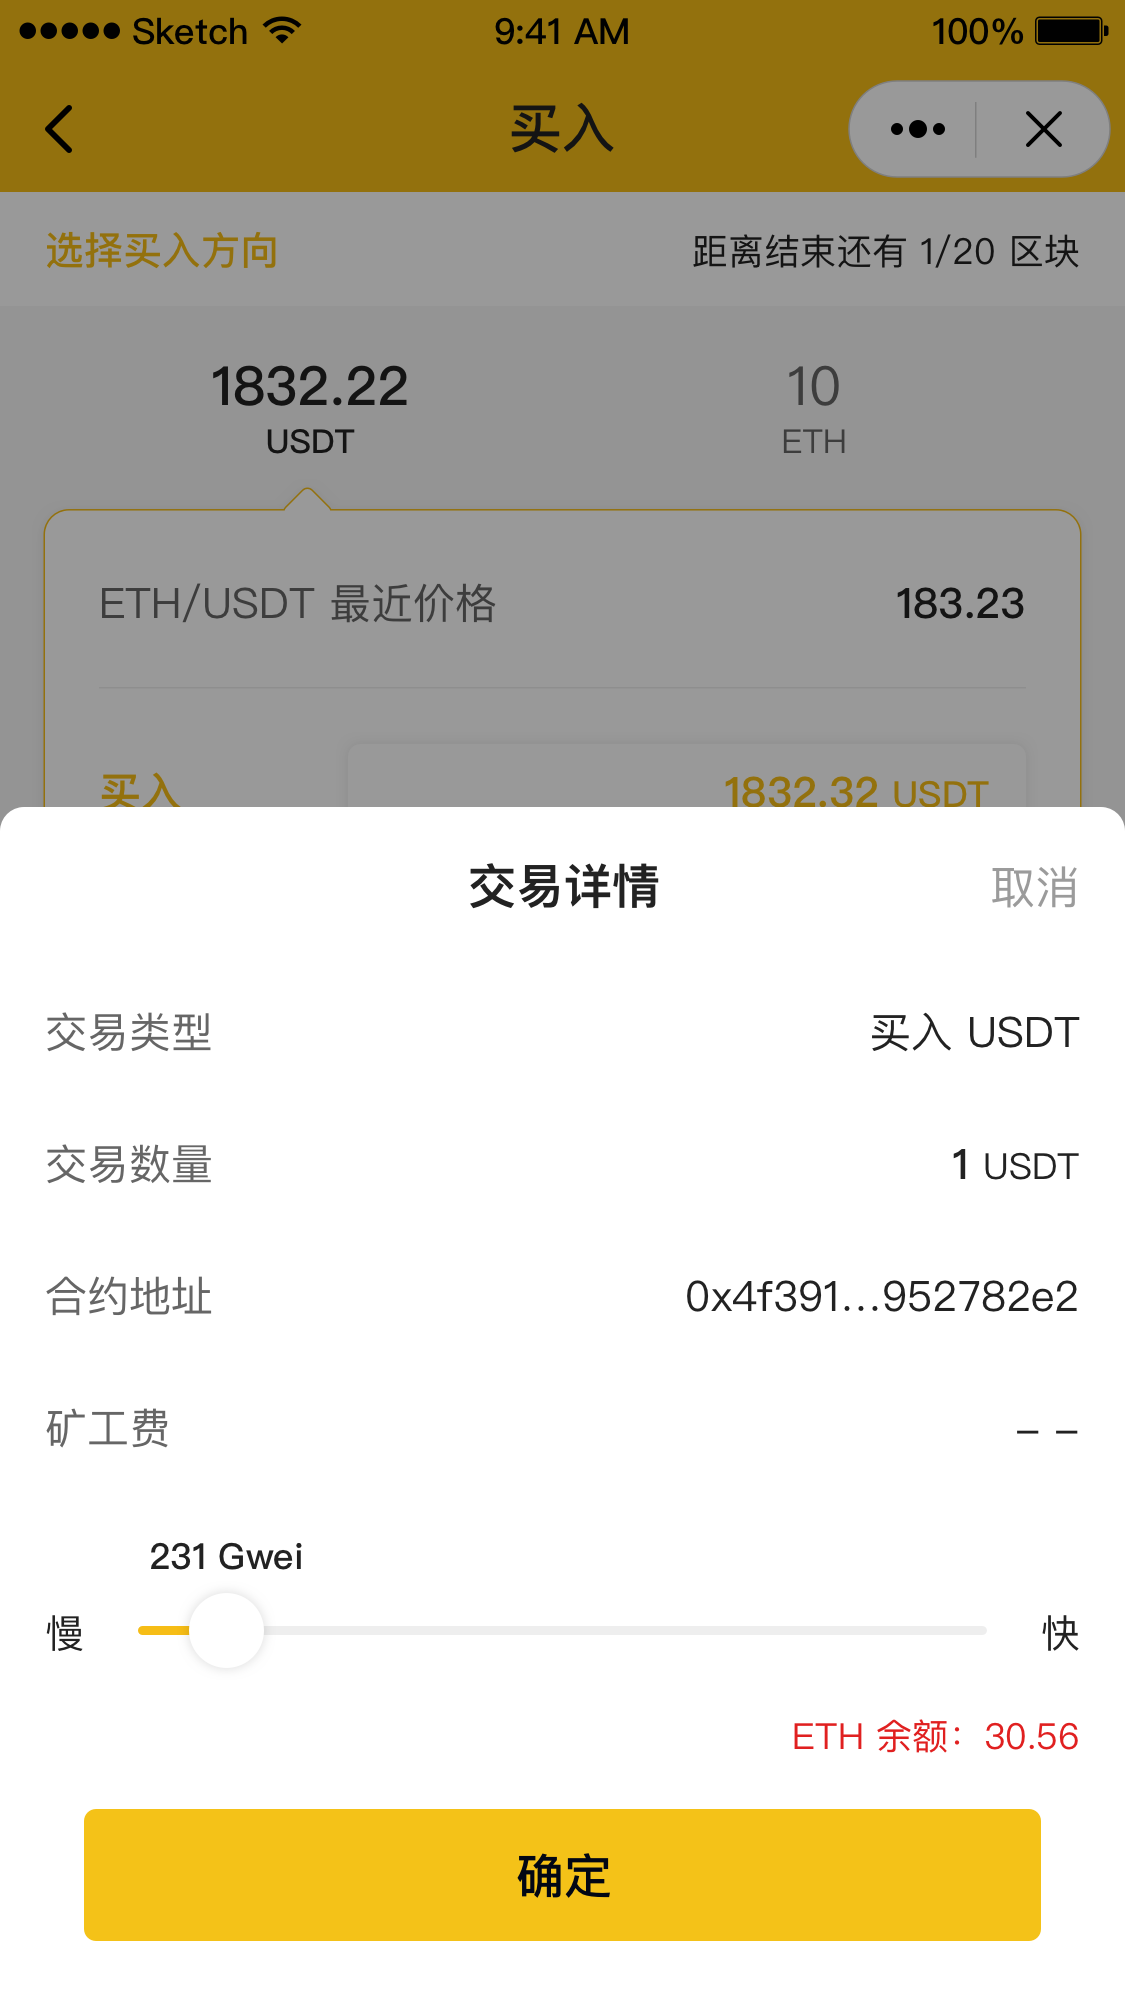 Sketch 9:41 AM 100%
买入
选择买入方向 距离结束还有 1/20 区块
1832.22 10
USDT ETH
ETH/USDT 最近价格 183.23
买入 1832.32 USDT
交易详情 取消
交易类型 买入 USDT
交易数量 1 USDT
合约地址 0x4f391...952782e2
矿工费 – –
231 Gwei
慢 快
ETH 余额：30.56
确定